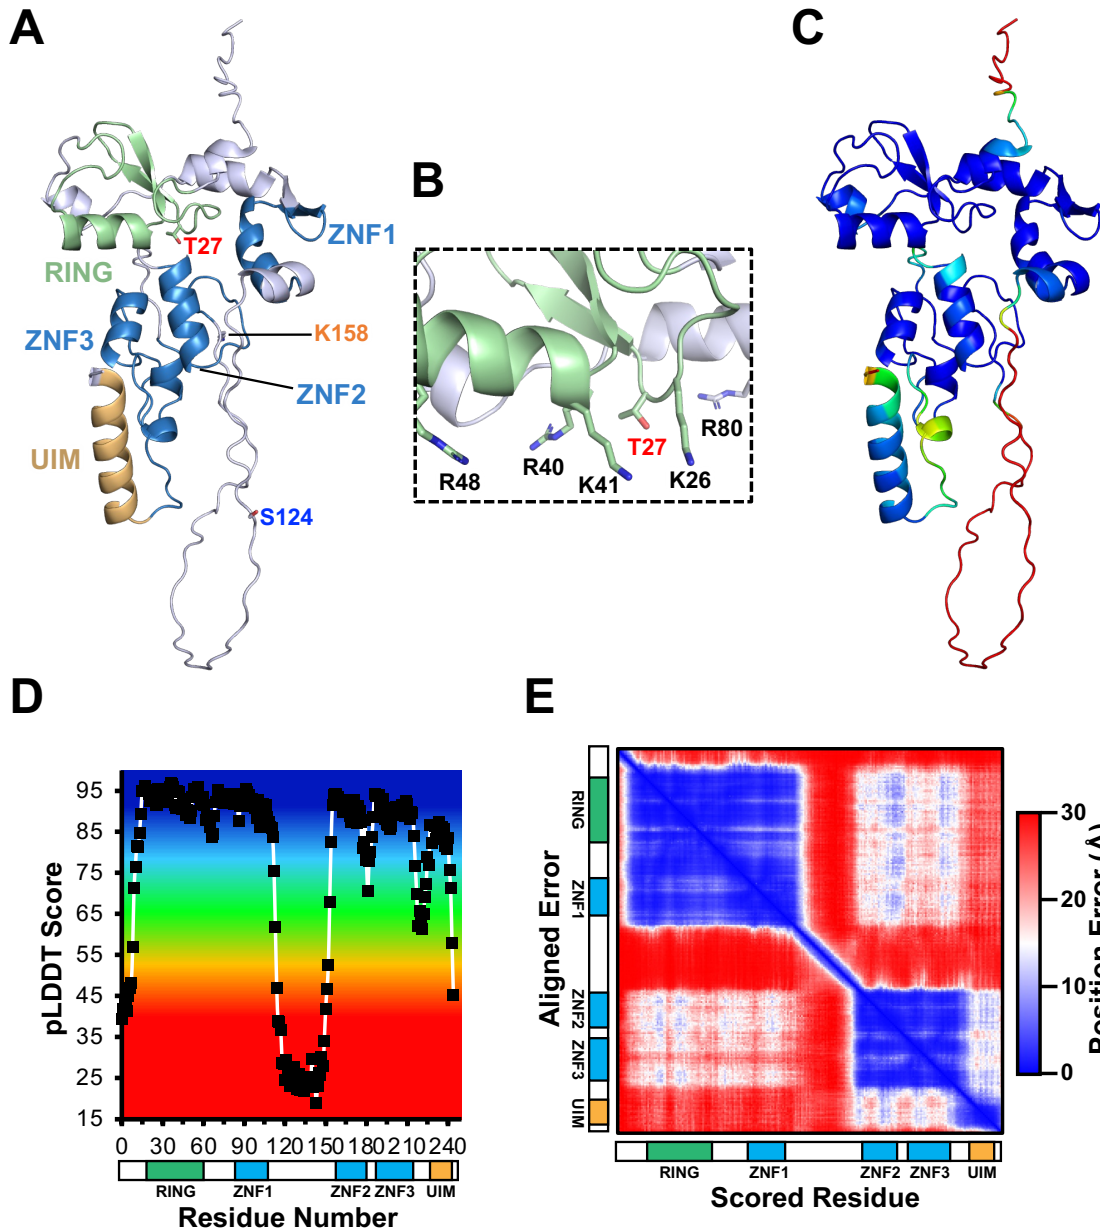 A
ZNF1
T27
RING
ZNF3
K158
ZNF2
UIM
S124
B
R80
T27
R40
R48
K41
K26
C
D
pLDDT Score
95
85
75
65
55
45
35
25
15
0 30 60 90 120 150 180 210 240
RING ZNF1 ZNF2 ZNF3 UIM
Residue Number
E
Aligned Error
RING
ZNF1
ZNF2
ZNF3
UIM
RING ZNF1 ZNF2 ZNF3 UIM
Scored Residue
30
20
10
0
Position Error (Å)